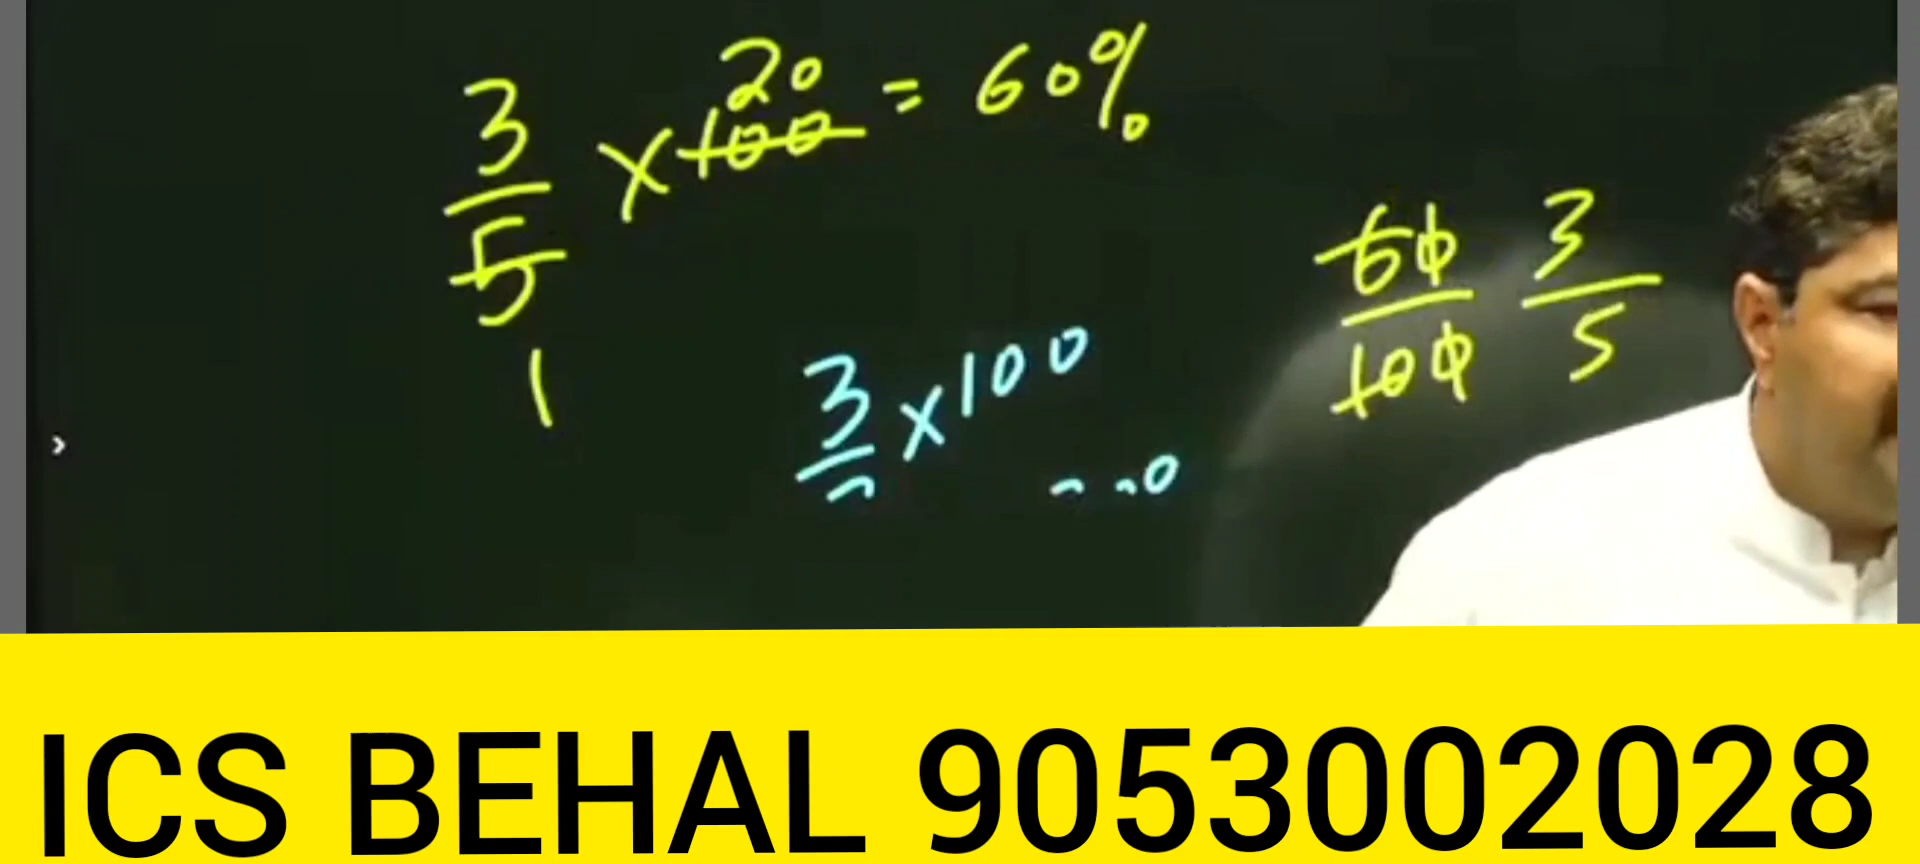 3/5 × 100 20 = 60%
1
60/100 3/5
3 × 100
ICS BEHAL 9053002028